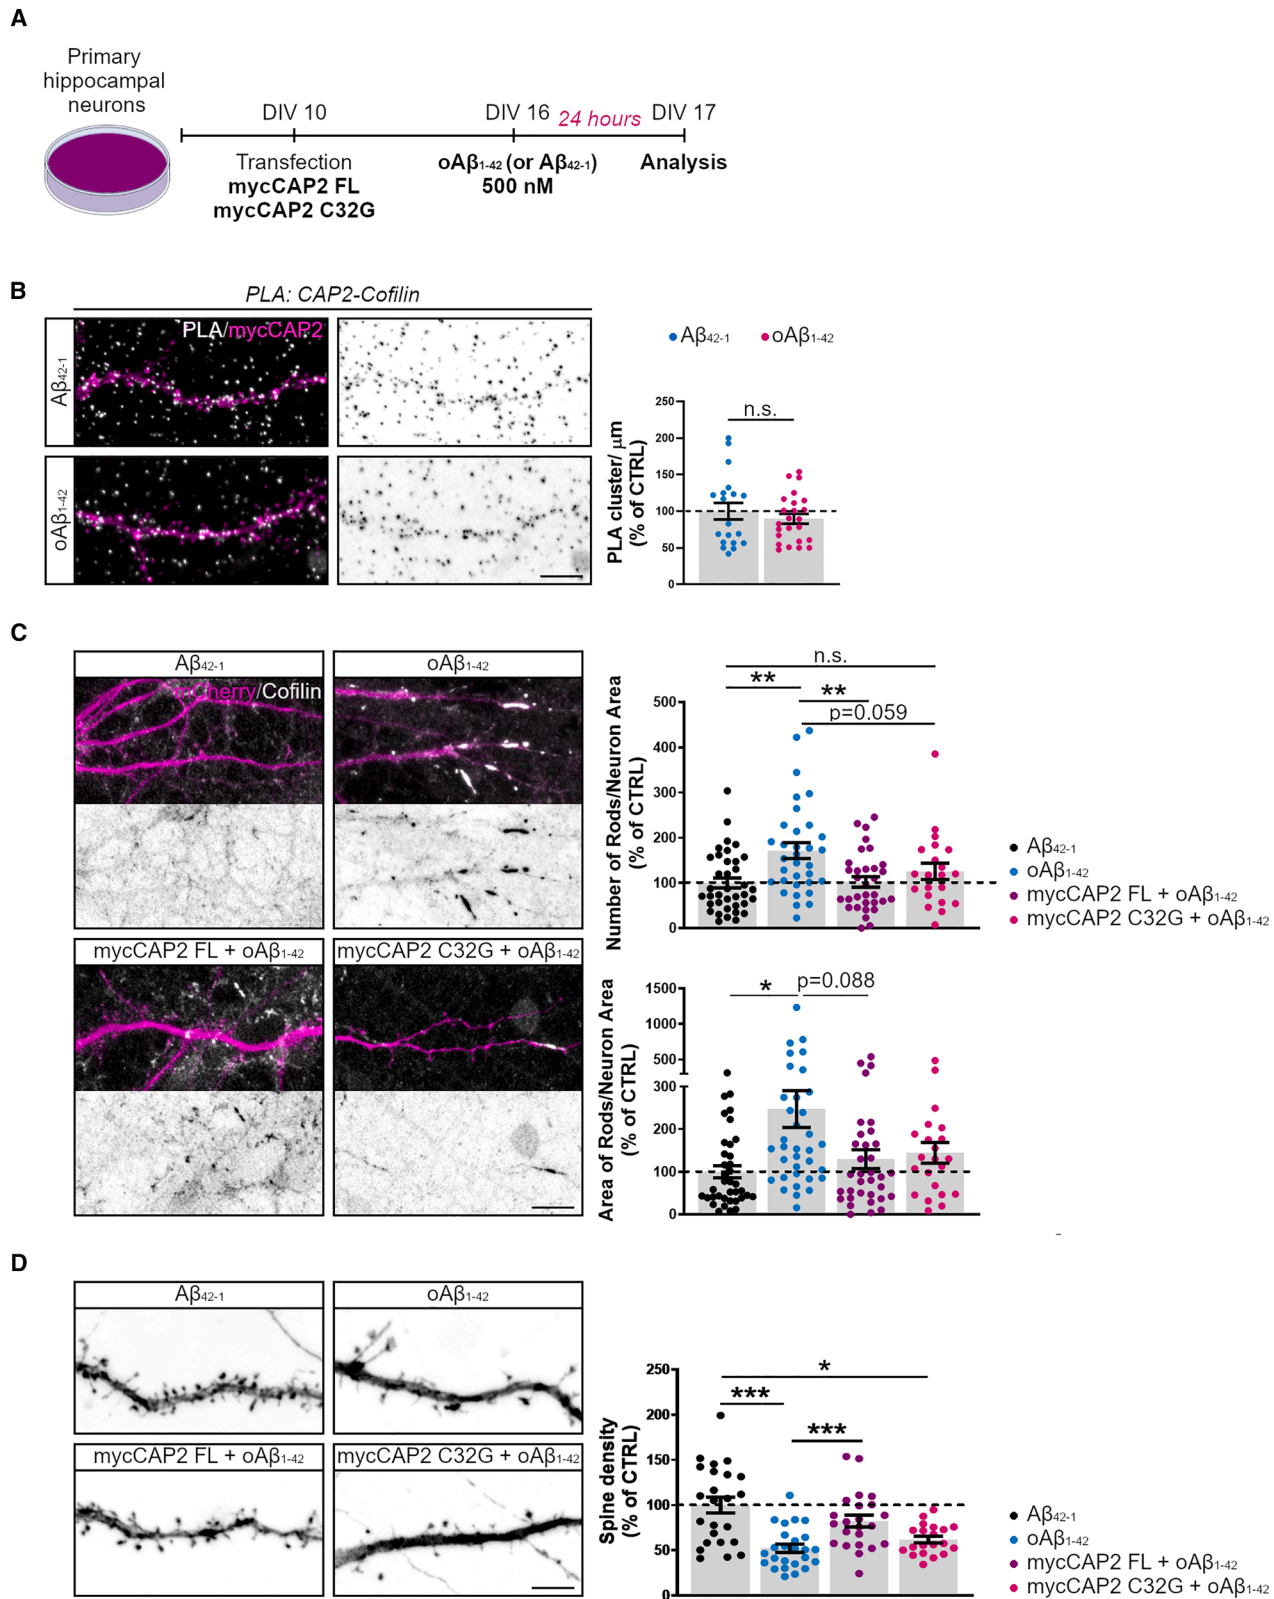 A
Primary
hippocampal
neurons
DIV 10
DIV 16
24 hours
DIV 17
Transfection
mycCAP2 FL
mycCAP2 C32G
oAβ1-42 (or Aβ42-1)
500 nM
Analysis
B
PLA: CAP2-Cofilin
Aβ42-1
PLA/mycCAP2
oAβ1-42
Aβ42-1
oAβ1-42
n.s.
PLA cluster/ μm
(% of CTRL)
250
200
150
100
50
0
C
Aβ42-1
oAβ1-42
mCherry/Cofilin
mycCAP2 FL + oAβ1-42
mycCAP2 C32G + oAβ1-42
n.s.
**
**
p=0.059
Number of Rods/Neuron Area
(% of CTRL)
500
400
300
200
100
0
Aβ42-1
oAβ1-42
mycCAP2 FL + oAβ1-42
mycCAP2 C32G + oAβ1-42
*
p=0.088
Area of Rods/Neuron Area
(% of CTRL)
1500
1000
500
300
200
100
0
D
Aβ42-1
oAβ1-42
mycCAP2 FL + oAβ1-42
mycCAP2 C32G + oAβ1-42
*
***
***
Spine density
(% of CTRL)
250
200
150
100
50
0
Aβ42-1
oAβ1-42
mycCAP2 FL + oAβ1-42
mycCAP2 C32G + oAβ1-42